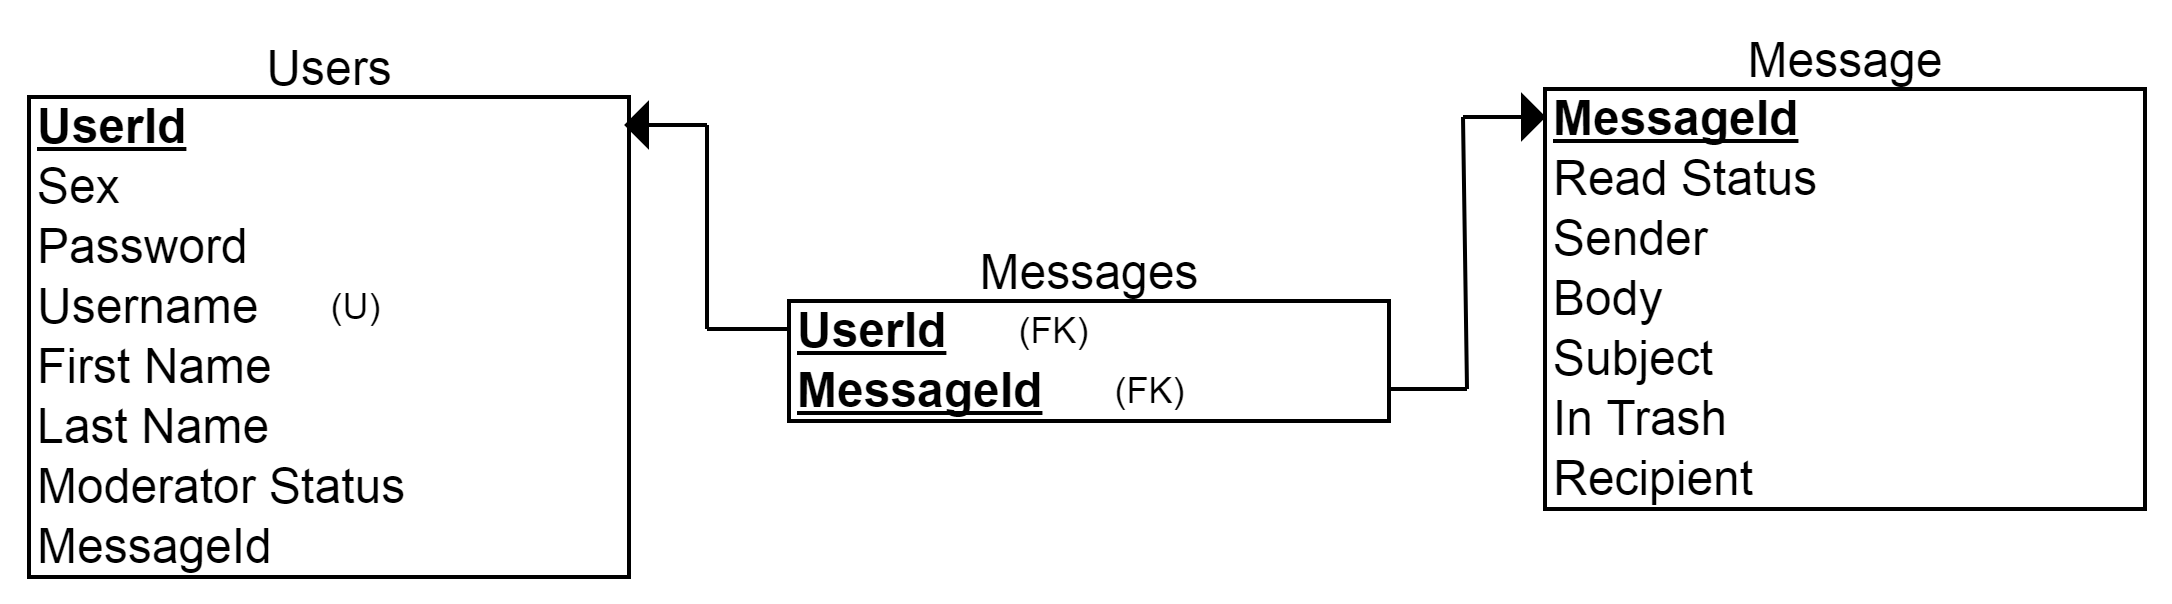 Users
UserId
Sex
Password
Username (U)
First Name
Last Name
Moderator Status
MessageId
Messages
UserId (FK)
MessageId (FK)
Message
MessageId
Read Status
Sender
Body
Subject
In Trash
Recipient